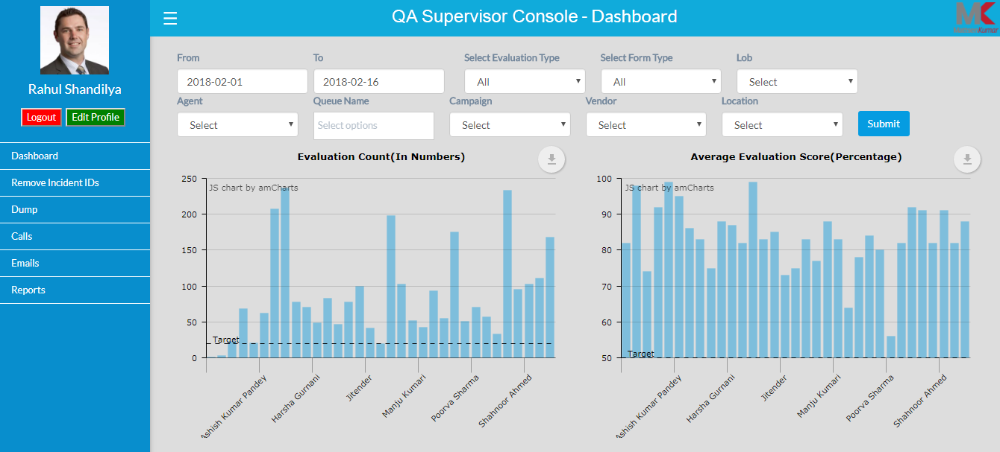 QA Supervisor Console - Dashboard
MK
Kumar
Rahul Shandilya
Logout Edit Profile
Dashboard
Remove Incident IDs
Dump
Calls
Emails
Reports
From To Select Evaluation Type Select Form Type Lob
2018-02-01 2018-02-16 All All Select
Agent Queue Name Campaign Vendor Location
Select Select options Select Select Select Submit
Evaluation Count(In Numbers)
JS chart by amCharts
250
200
150
100
50
0
Target
Ashish Kumar Pandey Harsha Gurnani Jitender Manju Kumari Poorva Sharma Shahnoor Ahmed
Average Evaluation Score(Percentage)
JS chart by amCharts
100
90
80
70
60
50
Target
Ashish Kumar Pandey Harsha Gurnani Jitender Manju Kumari Poorva Sharma Shahnoor Ahmed